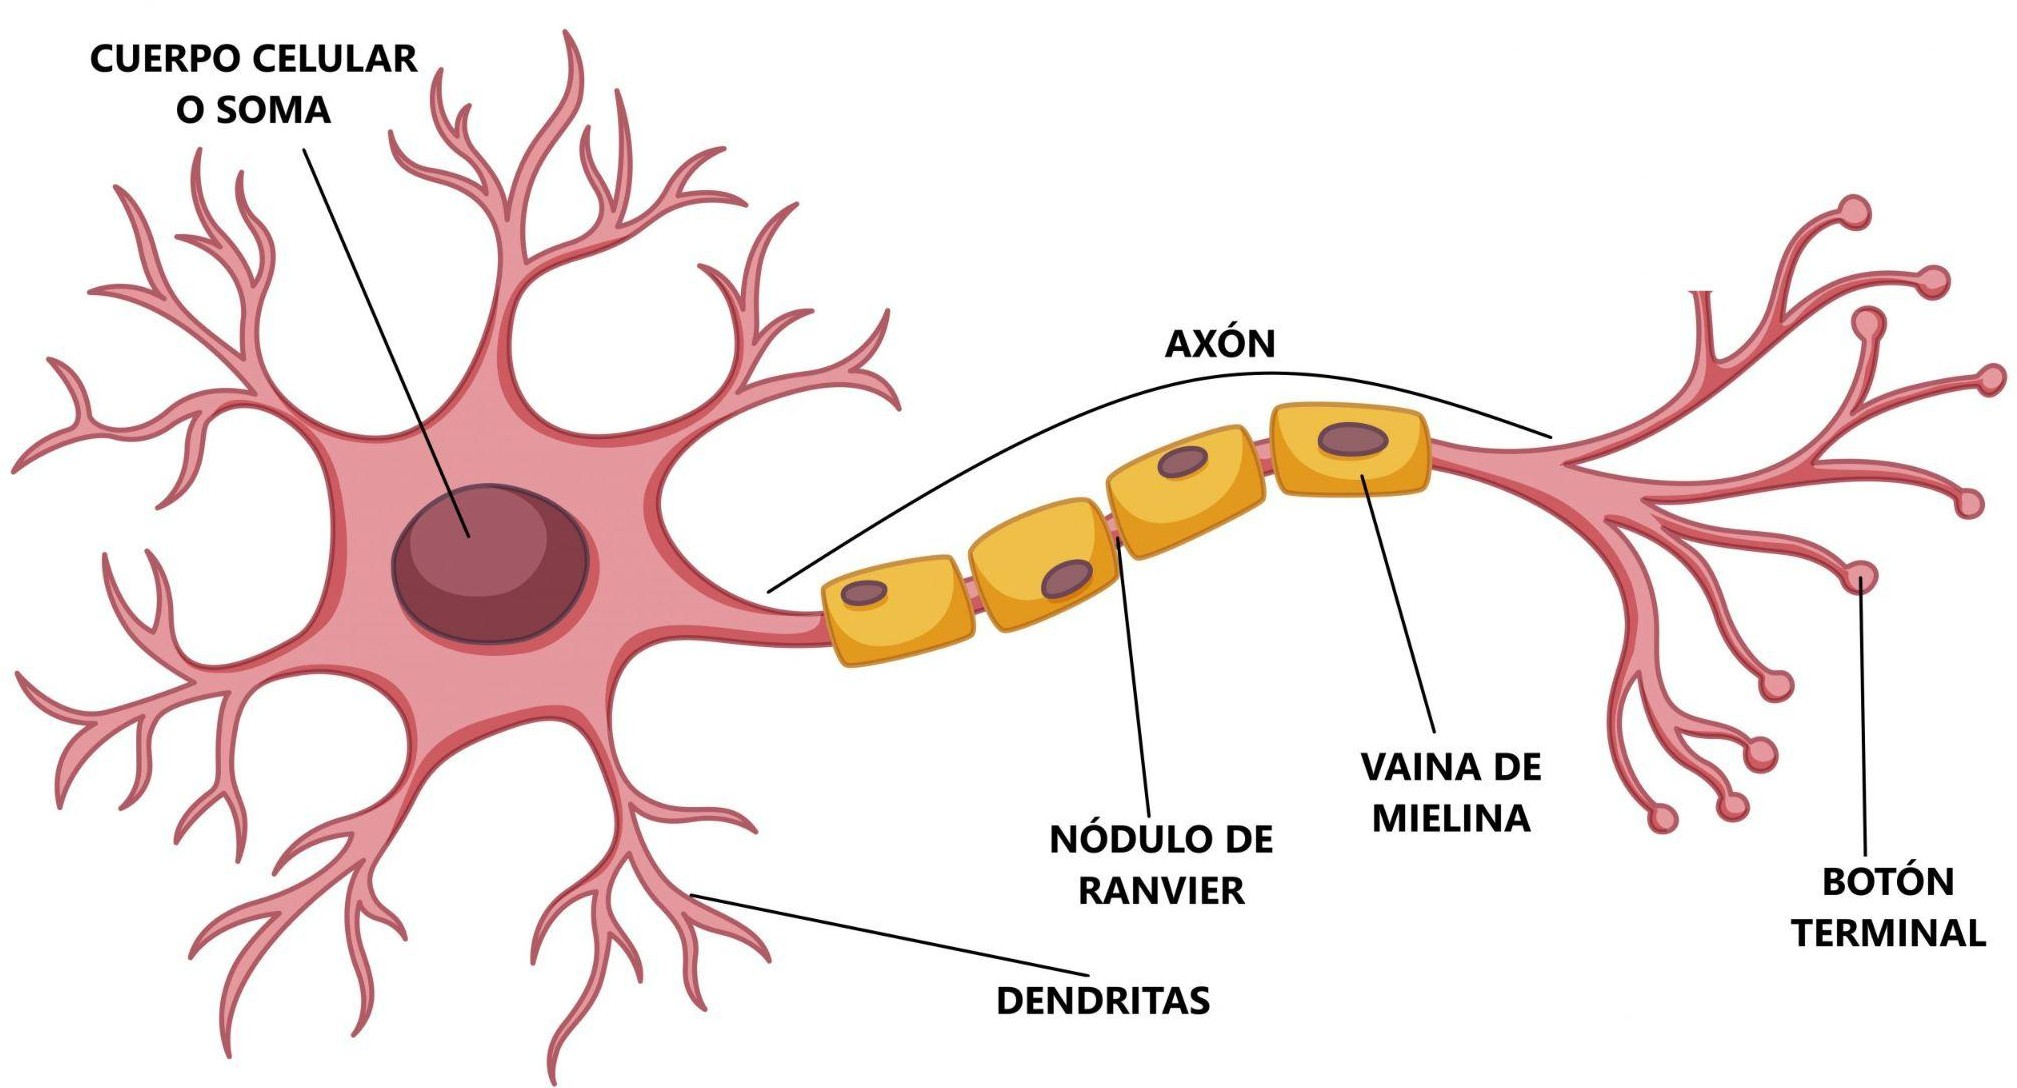 CUERPO CELULAR
O SOMA
AXÓN
VAINA DE
MIELINA
NÓDULO DE
RANVIER
BOTÓN
TERMINAL
DENDRITAS